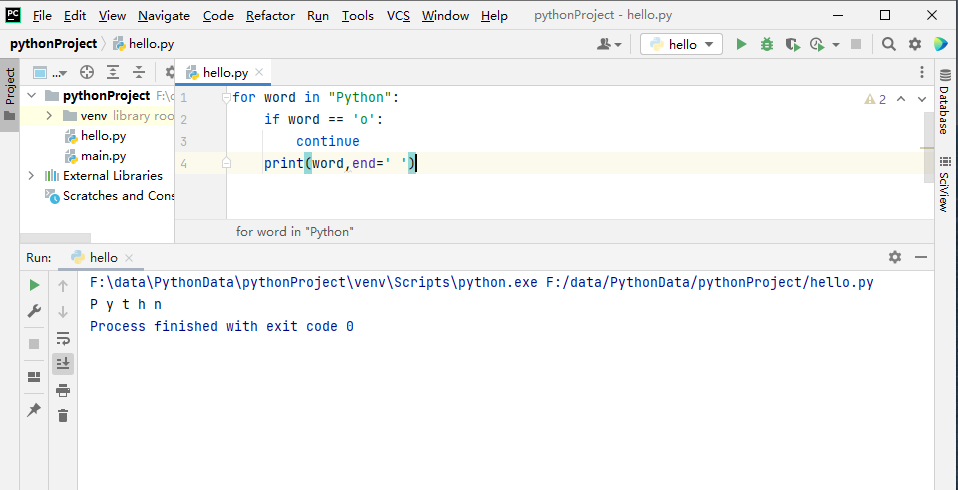 PC File Edit View Navigate Code Refactor Run Tools VCS Window Help pythonProject - hello.py
pythonProject hello.py hello
Project
... hello.py
pythonProject F:\d
venv library roo
hello.py
main.py
External Libraries
Scratches and Cons
1 for word in "Python":
2 if word == 'o':
3 continue
4 print(word,end=' ')
2
for word in "Python"
Database
SciView
Run: hello
F:\data\PythonData\pythonProject\venv\Scripts\python.exe F:/data/PythonData/pythonProject/hello.py
P y t h n
Process finished with exit code 0